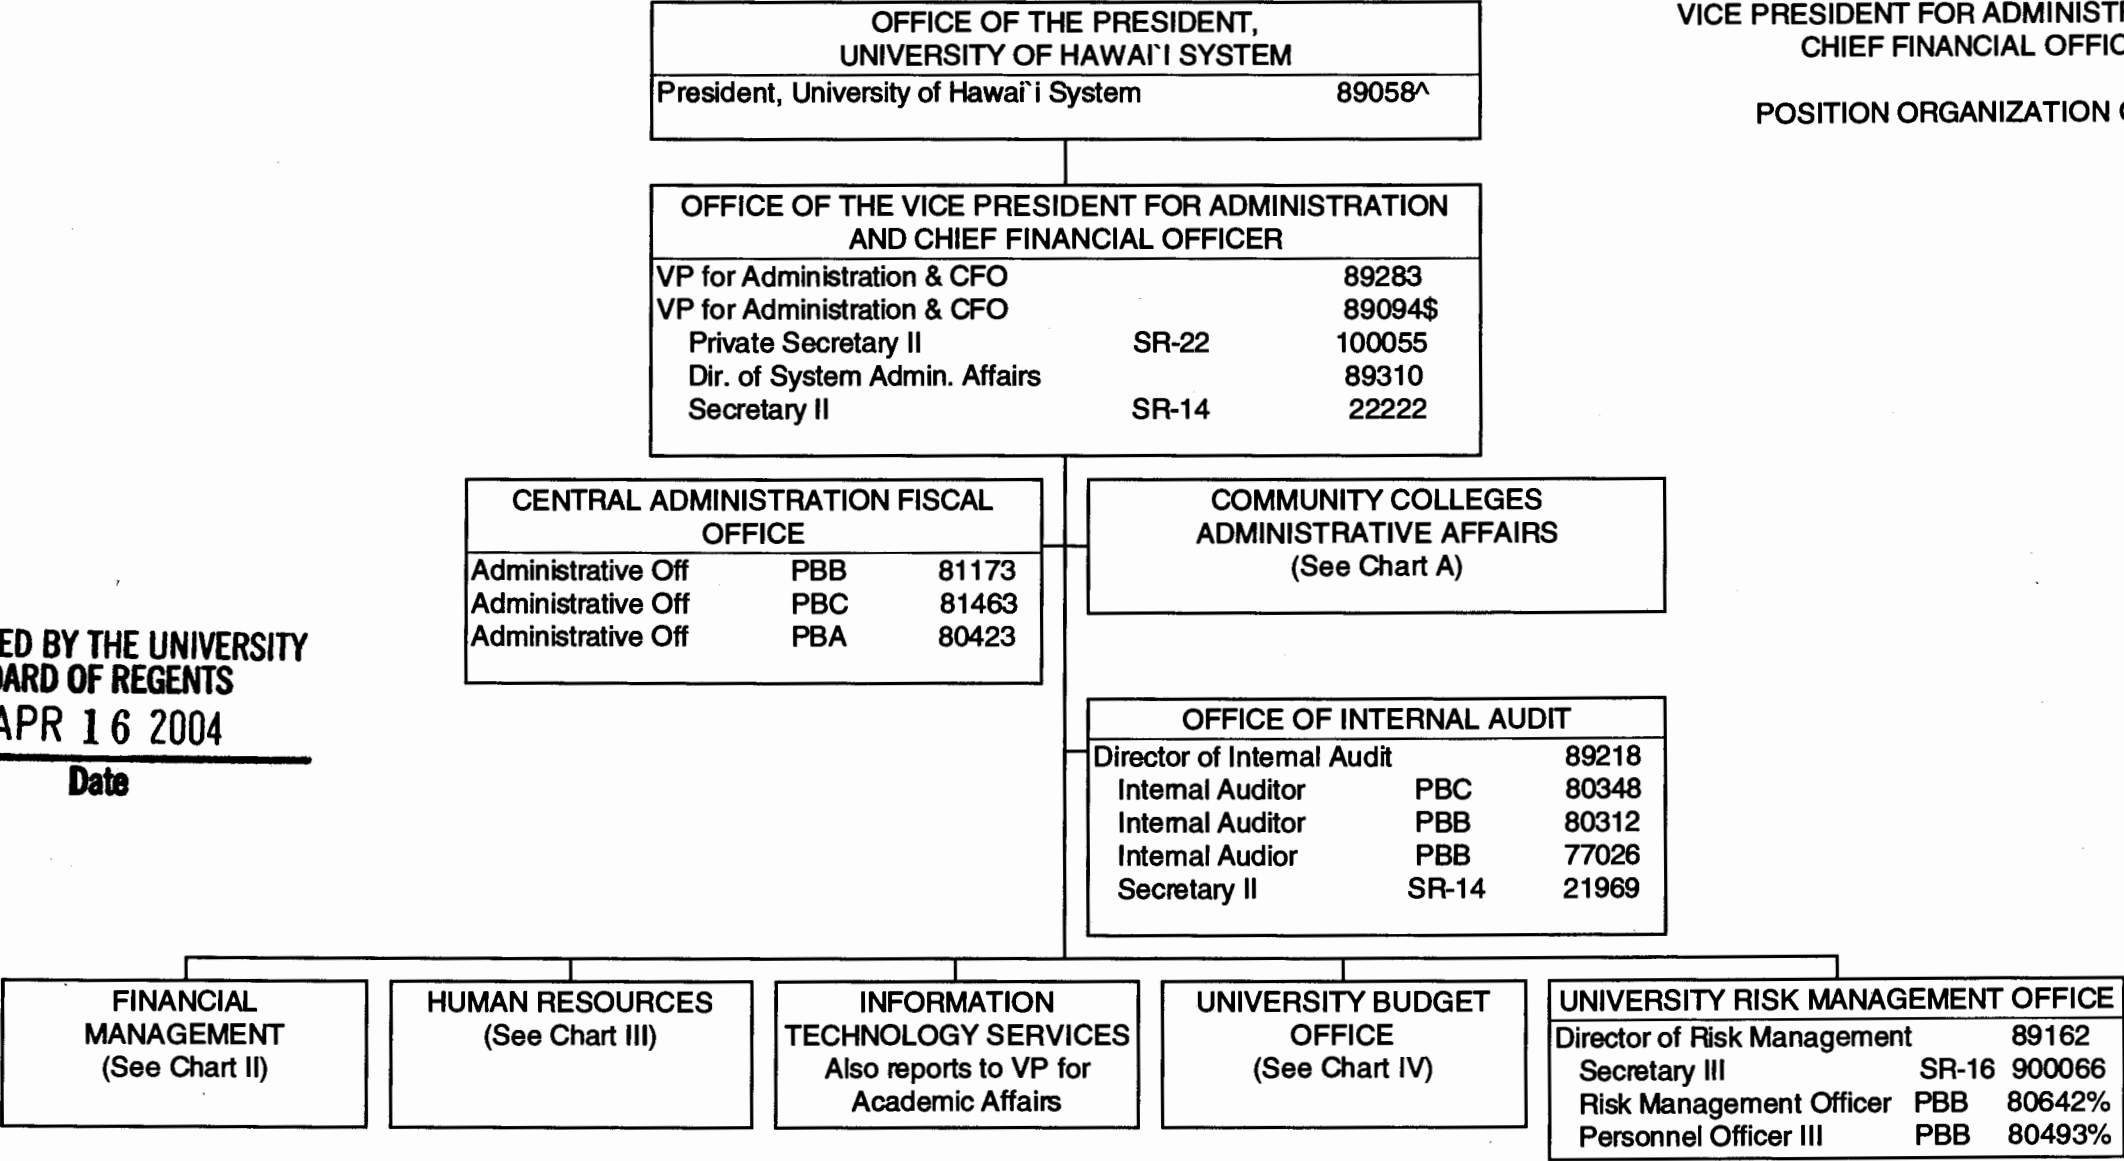 OFFICE OF THE PRESIDENT,
UNIVERSITY OF HAWAI`I SYSTEM
President, University of Hawai`i System 89058^
VICE PRESIDENT FOR
CHIEF FINANCIAL
POSITION ORGANIZATION
OFFICE OF THE VICE PRESIDENT FOR ADMINISTRATION
AND CHIEF FINANCIAL OFFICER
VP for Administration & CFO 89283
VP for Administration & CFO 89094$
Private Secretary II SR-22 100055
Dir. of System Admin. Affairs 89310
Secretary II SR-14 22222
CENTRAL ADMINISTRATION FISCAL
OFFICE
Administrative Off PBB 81173
Administrative Off PBC 81463
Administrative Off PBA 80423
COMMUNITY COLLEGES
ADMINISTRATIVE AFFAIRS
(See Chart A)
BY THE UNIVERSITY
OF REGENTS
APR 16 2004
Date
OFFICE OF INTERNAL AUDIT
Director of Internal Audit 89218
Internal Auditor PBC 80348
Internal Auditor PBB 80312
Internal Audior PBB 77026
Secretary II SR-14 21969
FINANCIAL
MANAGEMENT
(See Chart II)
HUMAN RESOURCES
(See Chart III)
INFORMATION
TECHNOLOGY SERVICES
Also reports to VP for
Academic Affairs
UNIVERSITY BUDGET
OFFICE
(See Chart IV)
UNIVERSITY RISK MANAGEMENT OFFICE
Director of Risk Management 89162
Secretary III SR-16 900066
Risk Management Officer PBB 80642%
Personnel Officer III PBB 80493%